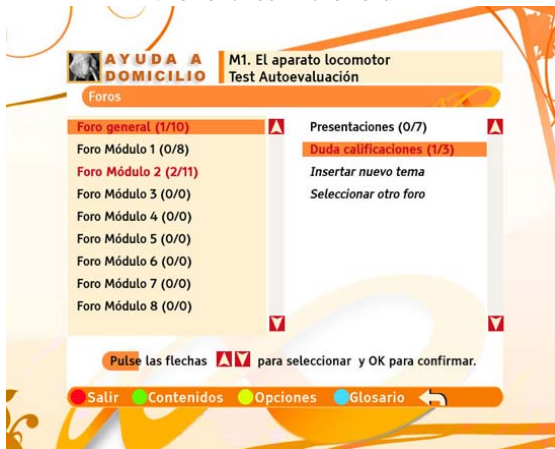 AYUDA A
DOMICILIO
M1. El aparato locomotor
Test Autoevaluación
Foros
Foro general (1/10)
Foro Módulo 1 (0/8)
Foro Módulo 2 (2/11)
Foro Módulo 3 (0/0)
Foro Módulo 4 (0/0)
Foro Módulo 5 (0/0)
Foro Módulo 6 (0/0)
Foro Módulo 7 (0/0)
Foro Módulo 8 (0/0)
Presentaciones (0/7)
Duda calificaciones (1/3)
Insertar nuevo tema
Seleccionar otro foro
Pulse las flechas para seleccionar y OK para confirmar.
Salir Contenidos Opciones Glosario